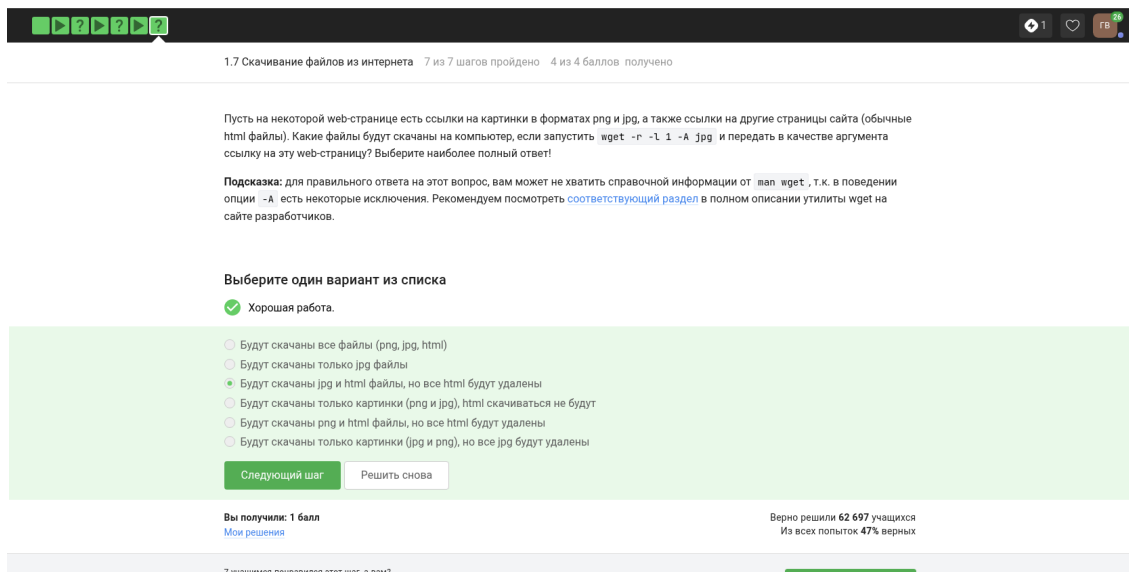 ? ? ?
1
ГВ
26
1.7 Скачивание файлов из интернета 7 из 7 шагов пройдено 4 из 4 баллов получено
Пусть на некоторой web-странице есть ссылки на картинки в форматах png и jpg, а также ссылки на другие страницы сайта (обычные
html файлы). Какие файлы будут скачаны на компьютер, если запустить wget -r -l 1 -A jpg и передать в качестве аргумента
ссылку на эту web-страницу? Выберите наиболее полный ответ!
Подсказка: для правильного ответа на этот вопрос, вам может не хватить справочной информации от man wget, т.к. в поведении
опции -A есть некоторые исключения. Рекомендуем посмотреть соответствующий раздел в полном описании утилиты wget на
сайте разработчиков.
Выберите один вариант из списка
Хорошая работа.
Будут скачаны все файлы (png, jpg, html)
Будут скачаны только jpg файлы
Будут скачаны jpg и html файлы, но все html будут удалены
Будут скачаны только картинки (png и jpg), html скачиваться не будут
Будут скачаны png и html файлы, но все html будут удалены
Будут скачаны только картинки (jpg и png), но все jpg будут удалены
Следующий шаг Решить снова
Вы получили: 1 балл
Мои решения
Верно решили 62 697 учащихся
Из всех попыток 47% верных